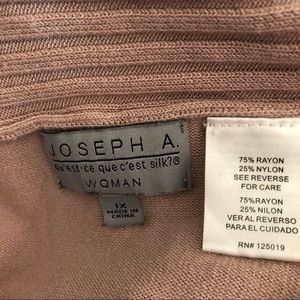 JOSEPH A.
qu'est·ce que c'est silk?®
WOMAN
1X
MADE IN
CHINA
75% RAYON
25% NYLON
SEE REVERSE
FOR CARE
75%RAYON
25% NILON
VER AL REVERSO
PARA EL CUIDADO
RN# 125019